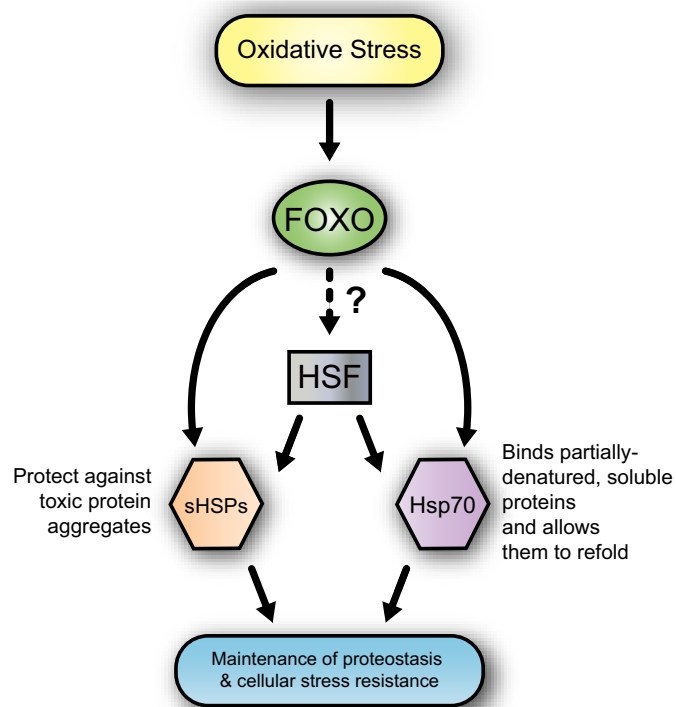 Oxidative Stress
FOXO
?
HSF
Protect against
toxic protein
aggregates
sHSPs
Hsp70
Binds partially-
denatured, soluble
proteins
and allows
them to refold
Maintenance of proteostasis
& cellular stress resistance